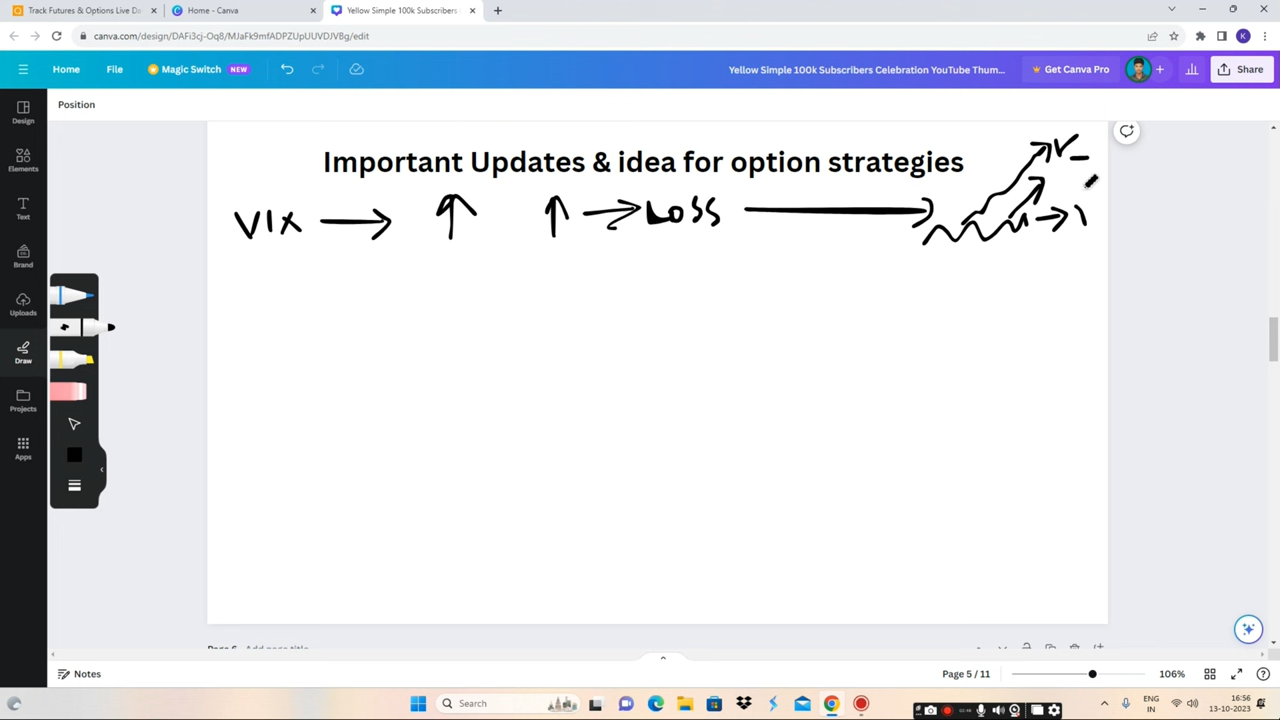 Track Futures & Options Live Da
Home - Canva
Yellow Simple 100k Subscribers
canva.com/design/DAFi3cj-Oq8/MJaFk9mfADPZUpUUVDJVBg/edit
Home
File
Magic Switch
NEW
Yellow Simple 100k Subscribers Celebration YouTube Thum...
Get Canva Pro
Share
Position
Design
Elements
Text
Brand
Uploads
Draw
Projects
Apps
Important Updates & idea for option strategies
VIX
LOSS
Notes
Page 5 / 11
106%
Search
ENG
IN
16:56
13-10-2023
K